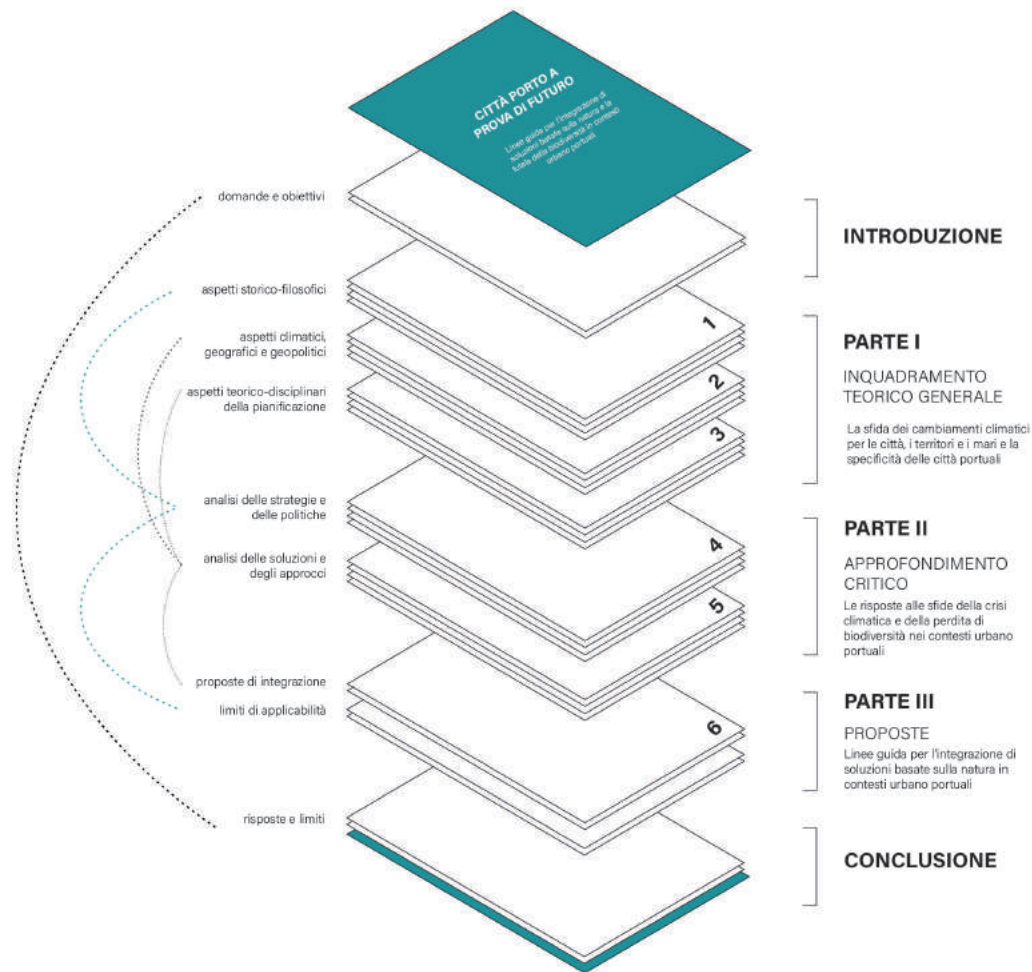 CITTÀ PORTO A
PROVA DI FUTURO
Linee guida per l'integrazione di
soluzioni basate sulla natura e la
tutela della biodiversità in contesti
urbano portuali
domande e obiettivi
INTRODUZIONE
aspetti storico-filosofici
aspetti climatici,
geografici e geopolitici
aspetti teorico-disciplinari
della pianificazione
1
2
3
PARTE I
INQUADRAMENTO
TEORICO GENERALE
La sfida dei cambiamenti climatici
per le città, i territori e i mari e la
specificità delle città portuali
analisi delle strategie e
delle politiche
analisi delle soluzioni e
degli approcci
4
5
PARTE II
APPROFONDIMENTO
CRITICO
Le risposte alle sfide della crisi
climatica e della perdita di
biodiversità nei contesti urbano
portuali
proposte di integrazione
limiti di applicabilità
6
PARTE III
PROPOSTE
Linee guida per l'integrazione di
soluzioni basate sulla natura in
contesti urbano portuali
risposte e limiti
CONCLUSIONE